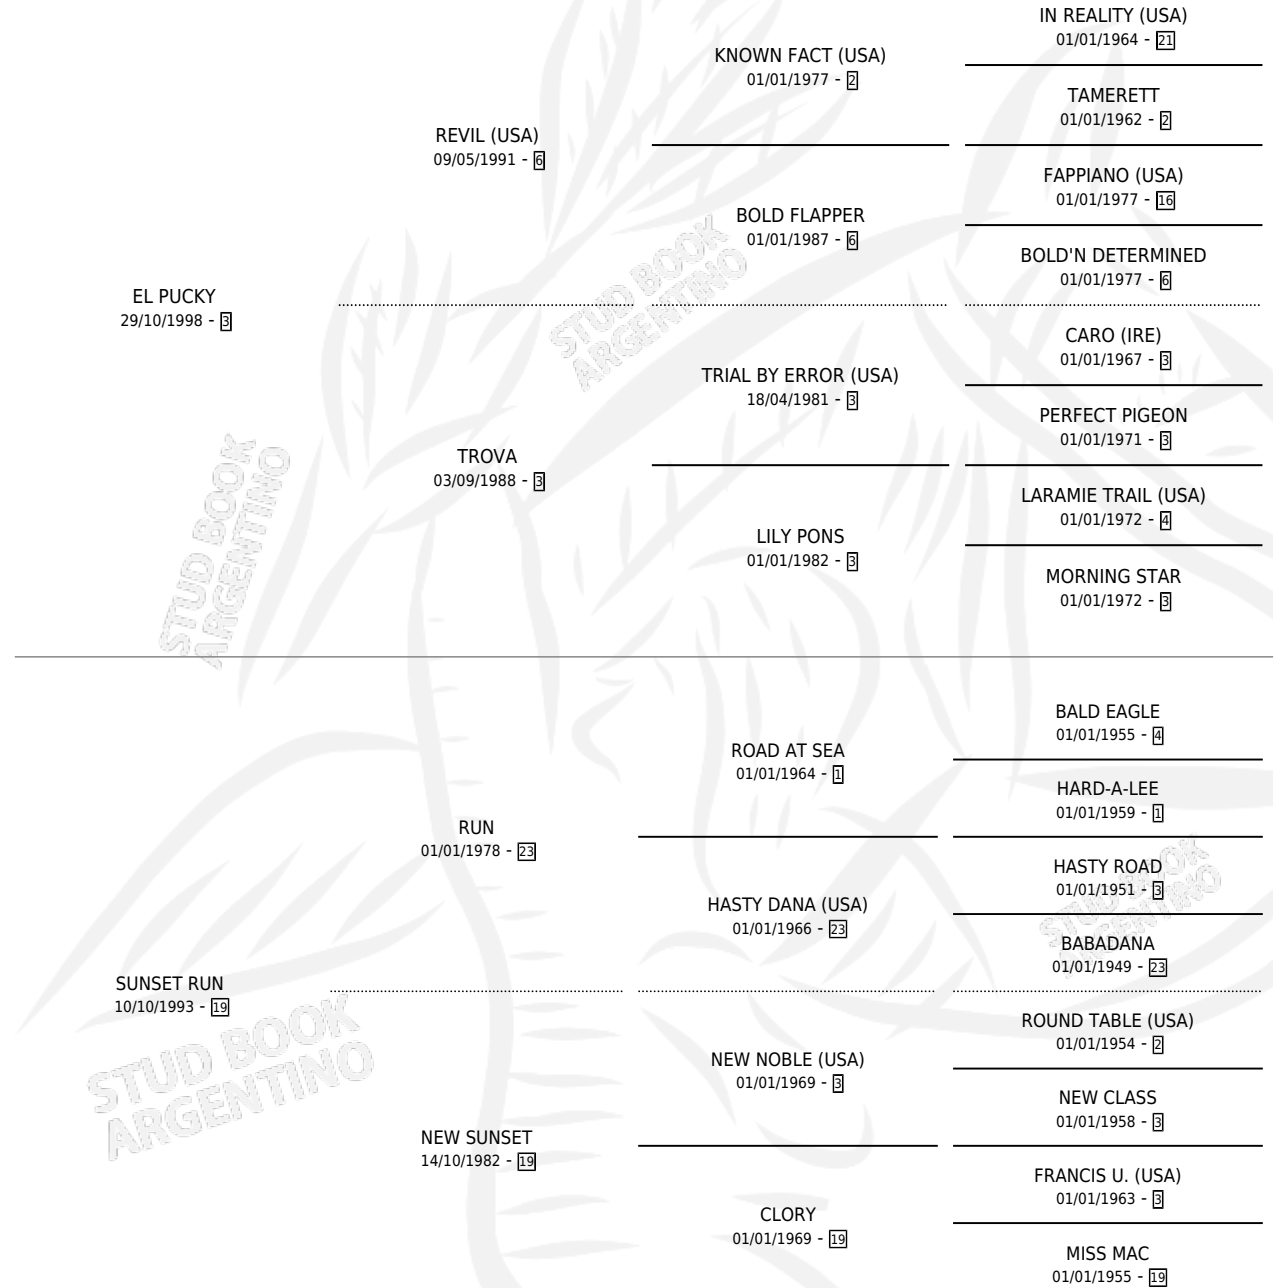 IN REALITY (USA)
01/01/1964 - 21
KNOWN FACT (USA)
01/01/1977 - 2
TAMERETT
01/01/1962 - 2
REVIL (USA)
09/05/1991 - 6
FAPPIANO (USA)
01/01/1977 - 16
BOLD FLAPPER
01/01/1987 - 6
BOLD'N DETERMINED
01/01/1977 - 6
EL PUCKY
29/10/1998 - 3
CARO (IRE)
01/01/1967 - 3
TRIAL BY ERROR (USA)
18/04/1981 - 3
PERFECT PIGEON
01/01/1971 - 3
TROVA
03/09/1988 - 3
LARAMIE TRAIL (USA)
01/01/1972 - 4
LILY PONS
01/01/1982 - 3
MORNING STAR
01/01/1972 - 3
BALD EAGLE
01/01/1955 - 4
ROAD AT SEA
01/01/1964 - 1
HARD-A-LEE
01/01/1959 - 1
RUN
01/01/1978 - 23
HASTY ROAD
01/01/1951 - 3
HASTY DANA (USA)
01/01/1966 - 23
BABADANA
01/01/1949 - 23
SUNSET RUN
10/10/1993 - 19
ROUND TABLE (USA)
01/01/1954 - 2
NEW NOBLE (USA)
01/01/1969 - 3
NEW CLASS
01/01/1958 - 3
NEW SUNSET
14/10/1982 - 19
FRANCIS U. (USA)
01/01/1963 - 3
CLORY
01/01/1969 - 19
MISS MAC
01/01/1955 - 19
STUD BOOK
ARGENTINO
STUD BOOK
ARGENTINO
STUD BOOK
ARGENTINO
STUD BOOK
ARGENTINO